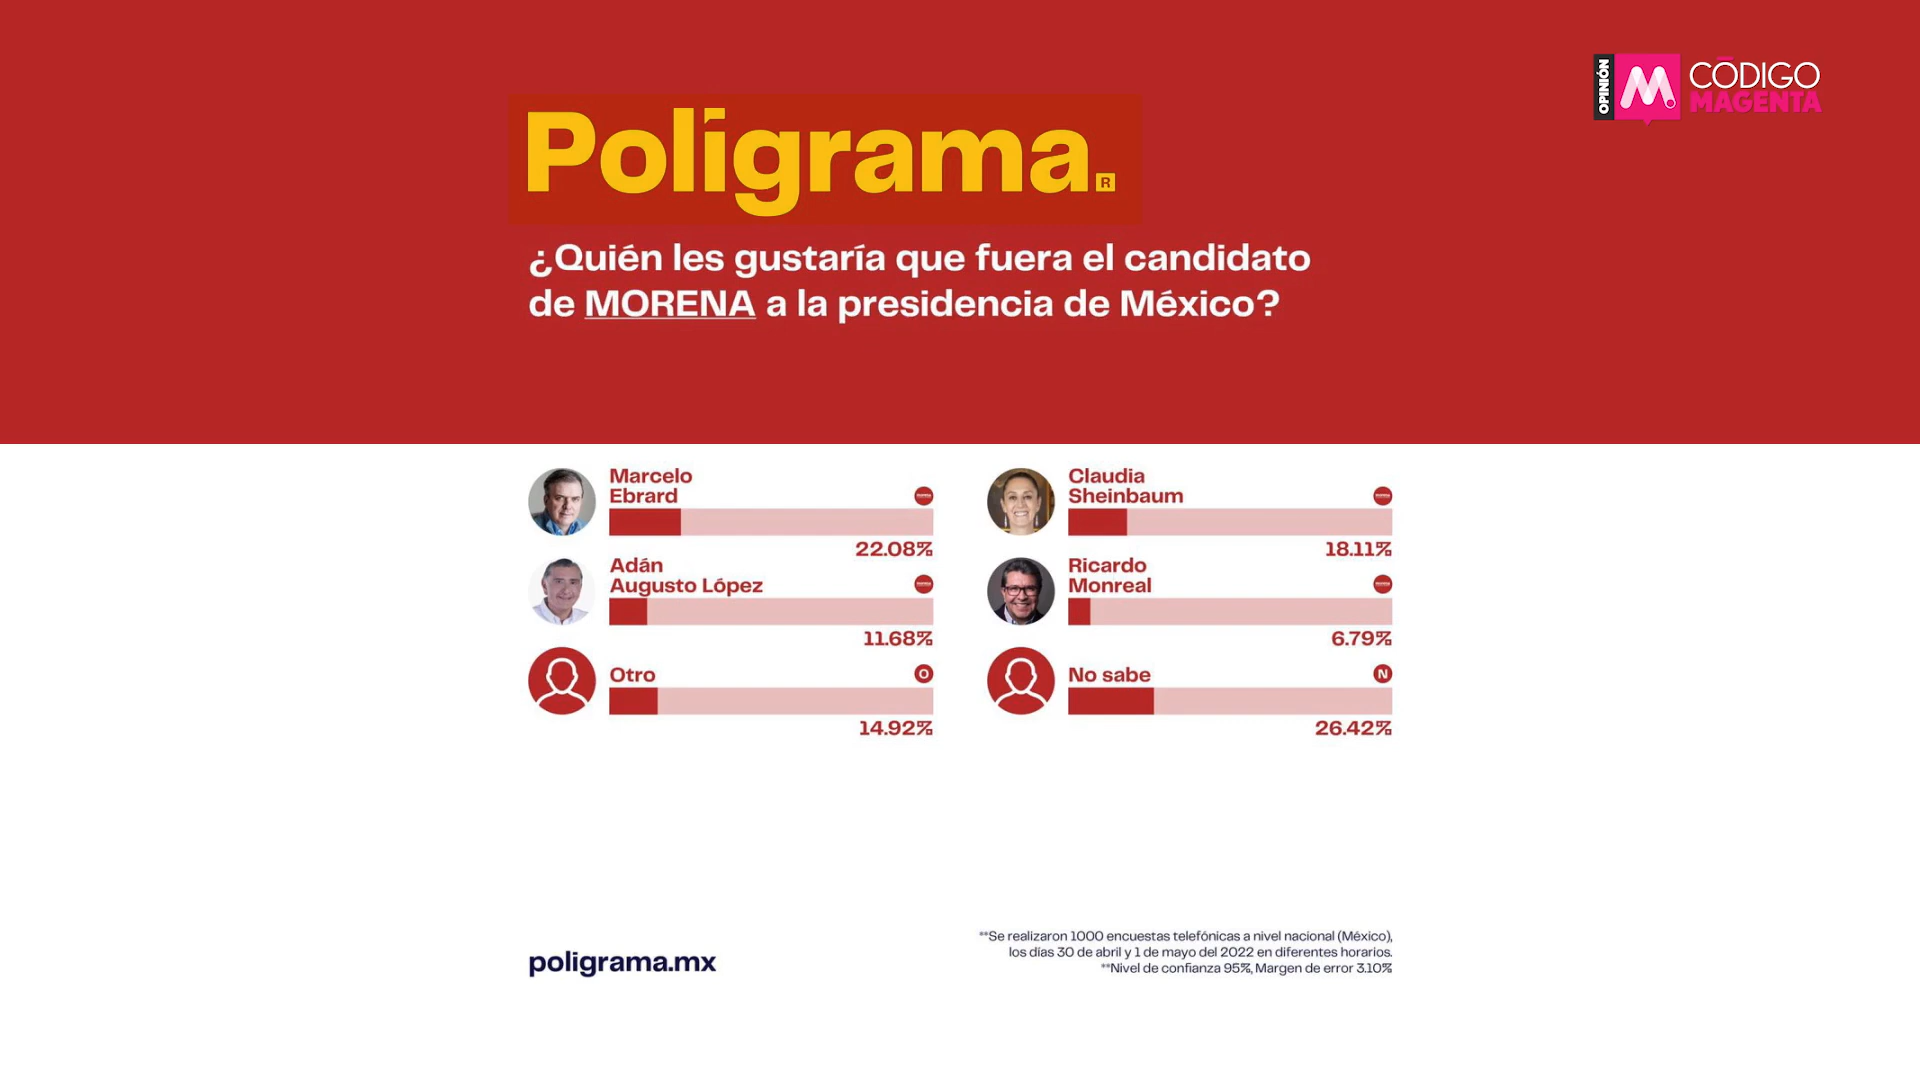 OPINIÓN
M
CÓDIGO
MAGENTA
Poligrama.
R
¿Quién les gustaría que fuera el candidato
de MORENA a la presidencia de México?
Marcelo
Ebrard
22.08%
Claudia
Sheinbaum
18.11%
Adán
Augusto López
11.68%
Ricardo
Monreal
6.79%
Otro
O
14.92%
No sabe
N
26.42%
poligrama.mx
**Se realizaron 1000 encuestas telefónicas a nivel nacional (México),
los días 30 de abril y 1 de mayo del 2022 en diferentes horarios.
**Nivel de confianza 95%, Margen de error 3.10%